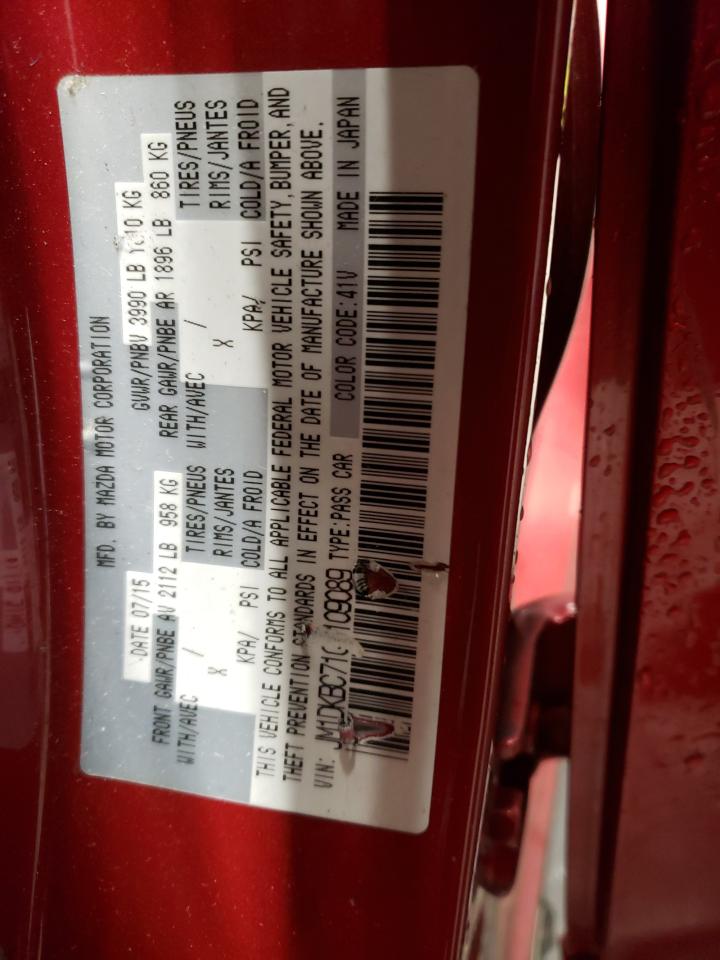 MFD. BY MAZDA MOTOR CORPORATION
DATE 07/15 GVWR/PNBV 3990 LB KG
FRONT GAWR/PNBE AV 2112 LB 958 KG REAR GAWR/PNBE AR 1896 LB 860 KG
WITH/AVEC TIRES/PNEUS WITH/AVEC TIRES/PNEUS
X RIMS/JANTES X / RIMS/JANTES
KPA/ PSI COLD/A FROID KPA/ PSI COLD/A FROID
THIS VEHICLE CONFORMS TO ALL APPLICABLE FEDERAL MOTOR VEHICLE SAFETY, BUMPER, AND
THEFT PREVENTION STANDARDS IN EFFECT ON THE DATE OF MANUFACTURE SHOWN ABOVE.
VIN: TYPE:PASS CAR COLOR CODE:41V MADE IN JAPAN